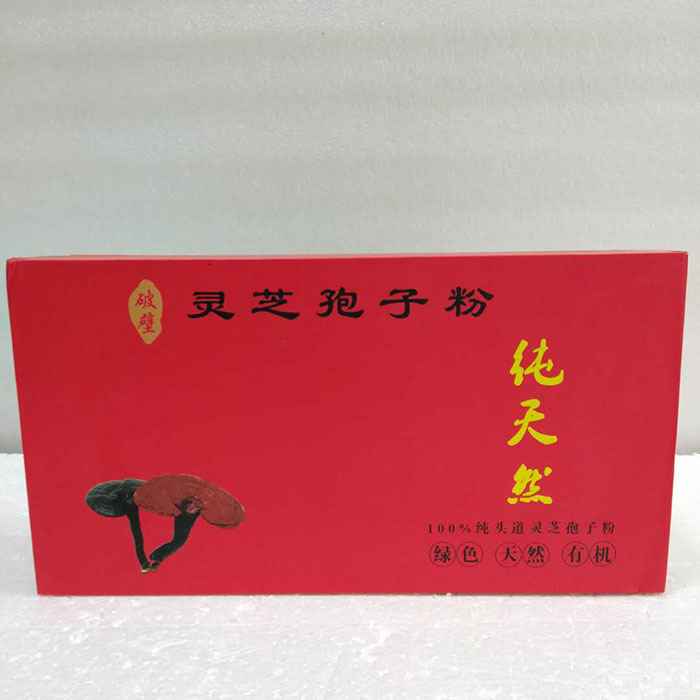 破壁
灵芝孢子粉
纯天然
100%纯头道灵芝孢子粉
绿色 天然 有机